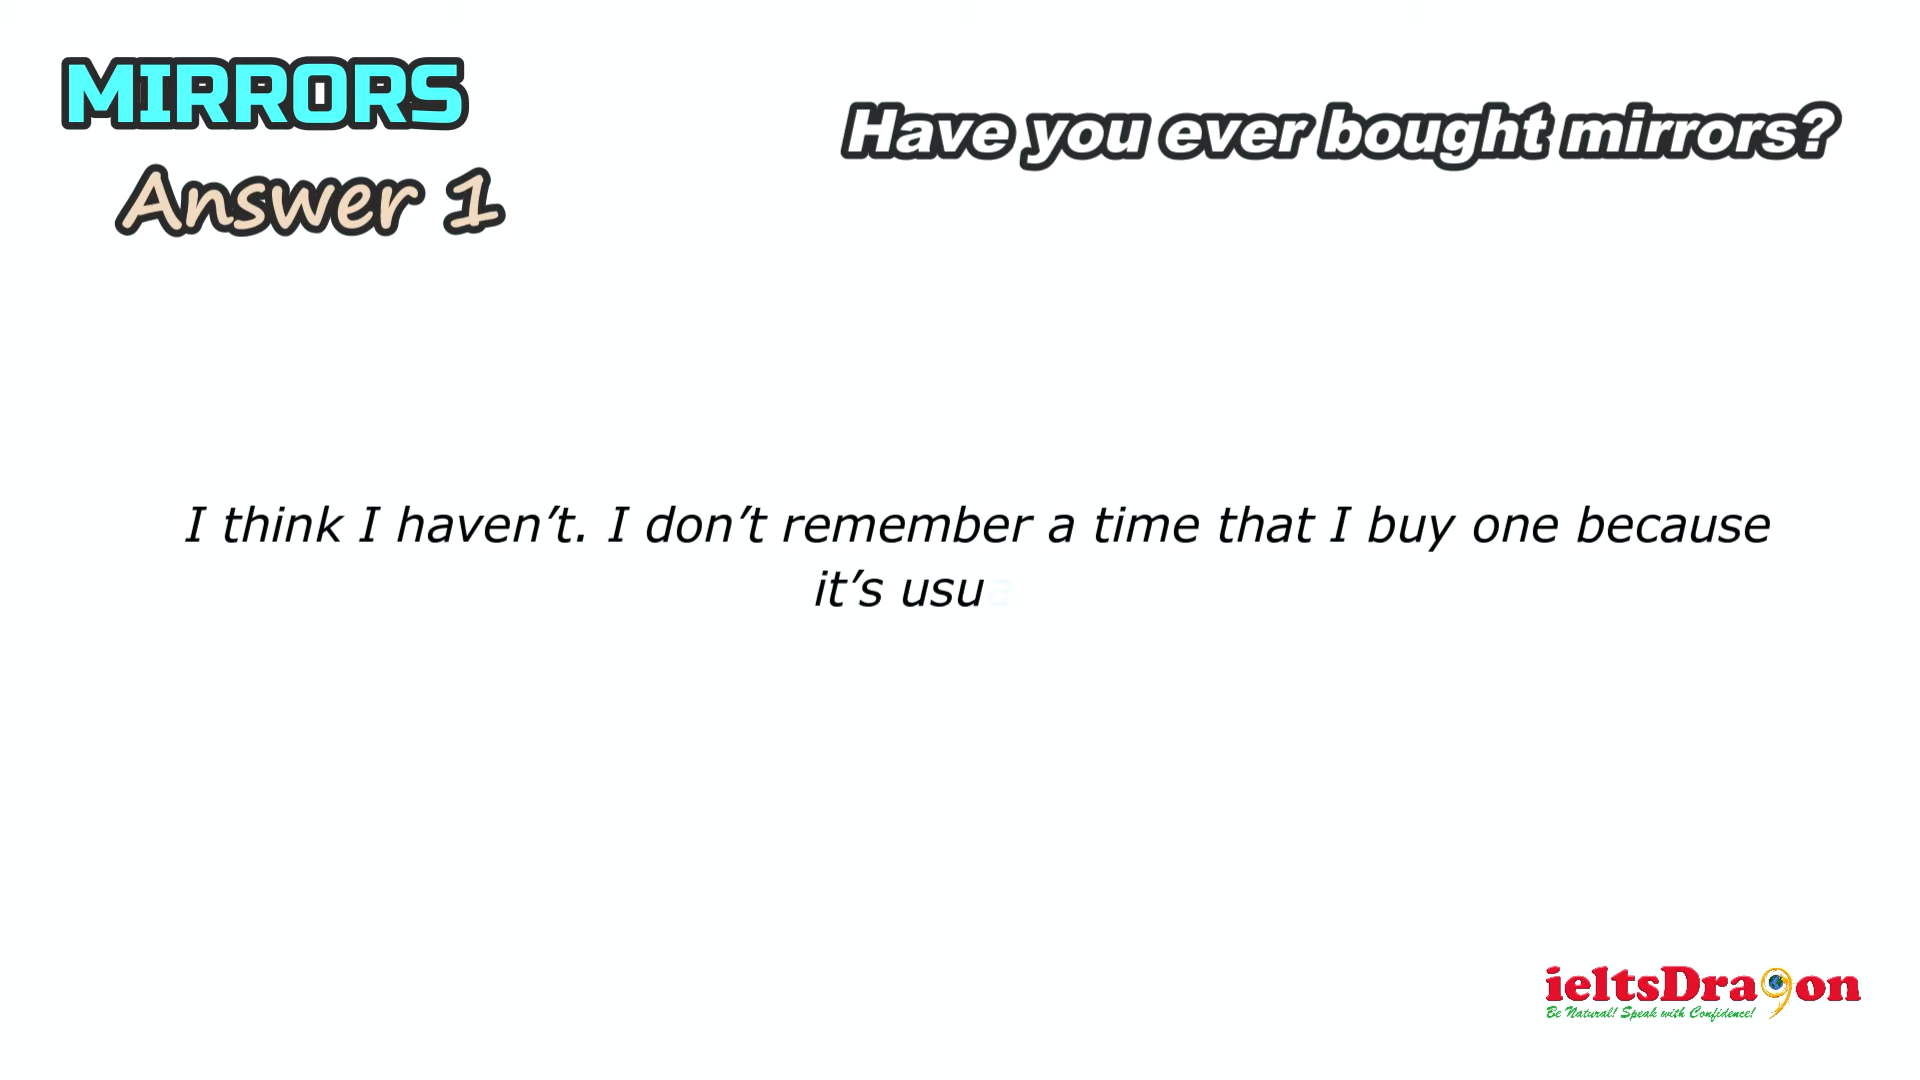 MIRRORS
Answer 1
Have you ever bought mirrors?
I think I haven’t. I don’t remember a time that I buy one because
it’s usua
ieltsDra9on
Be Natural! Speak with Confidence!